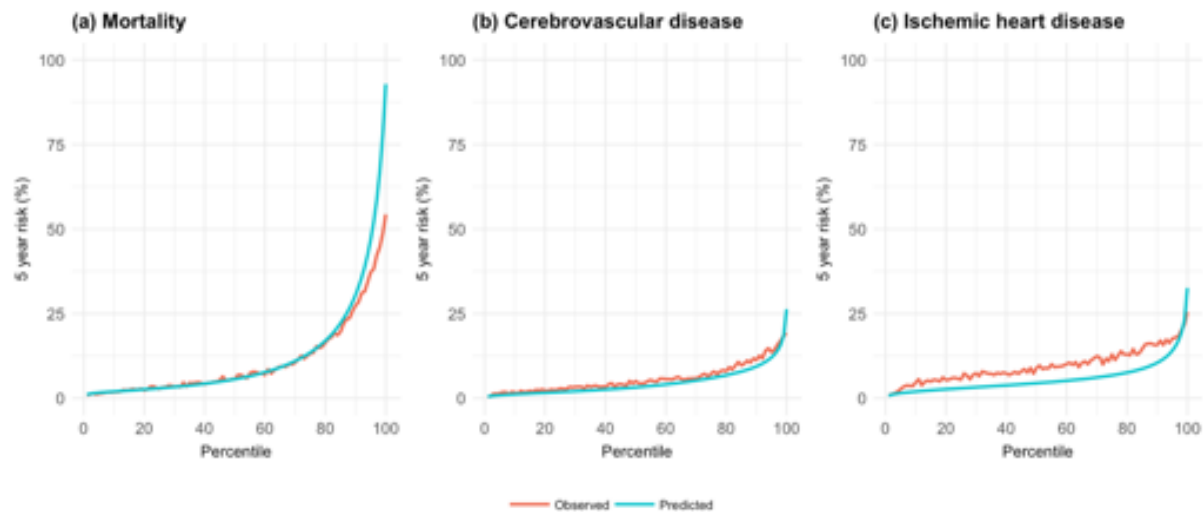 (a) Mortality
100
75
50
25
0
5 year risk (%)
0 20 40 60 80 100
Percentile
(b) Cerebrovascular disease
100
75
50
25
0
5 year risk (%)
0 20 40 60 80 100
Percentile
(c) Ischemic heart disease
100
75
50
25
0
5 year risk (%)
0 20 40 60 80 100
Percentile
Observed Predicted